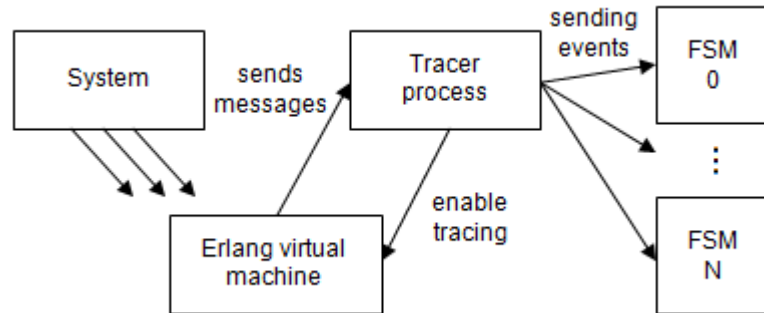 System
sends
messages
Tracer
process
sending
events
FSM
0
...
enable
tracing
Erlang virtual
machine
FSM
N